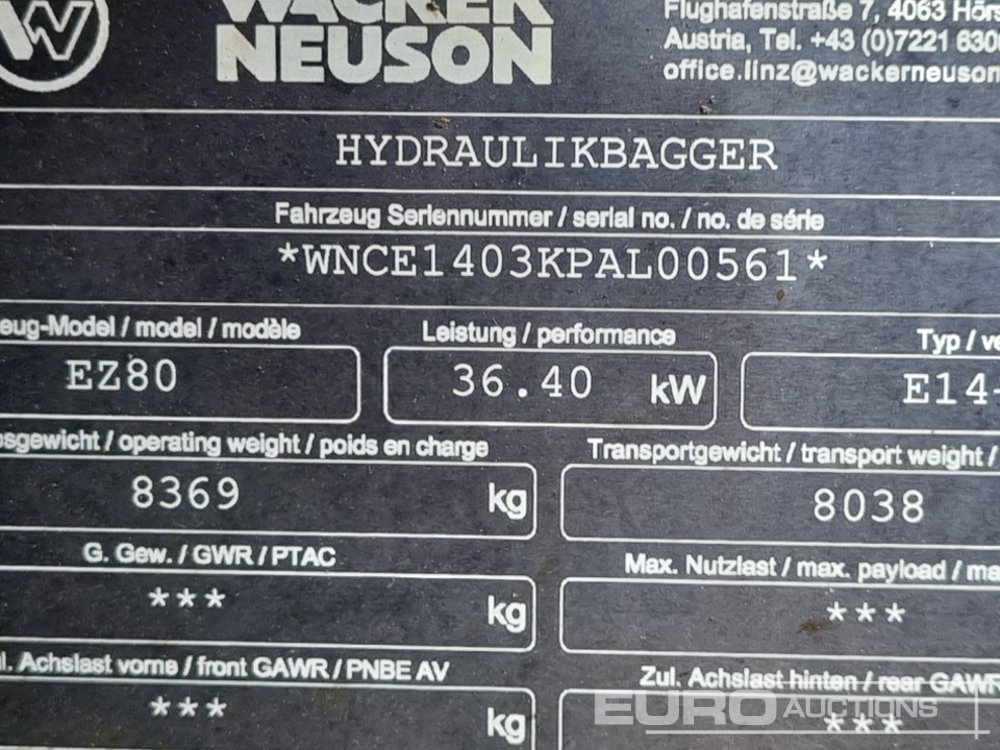 WACKER
NEUSON
Flughafenstraße 7, 4063 Hörs
Austria, Tel. +43 (0)7221 630
office.linz@wackerneuson
HYDRAULIKBAGGER
Fahrzeug Seriennummer / serial no. / no. de série
*WNCE1403KPAL00561*
eug-Model / model / modèle
EZ80
Leistung / performance
36.40 kW
Typ / ve
E14-
sgewicht / operating weight / poids en charge
8369 kg
Transportgewicht / transport weight /
8038
G. Gew. / GWR / PTAC
*** kg
Max. Nutzlast / max. payload / ma
***
l. Achslast vorne / front GAWR / PNBE AV
*** kg
Zul. Achslast hinten / rear GAWR
***
EURO AUCTIONS